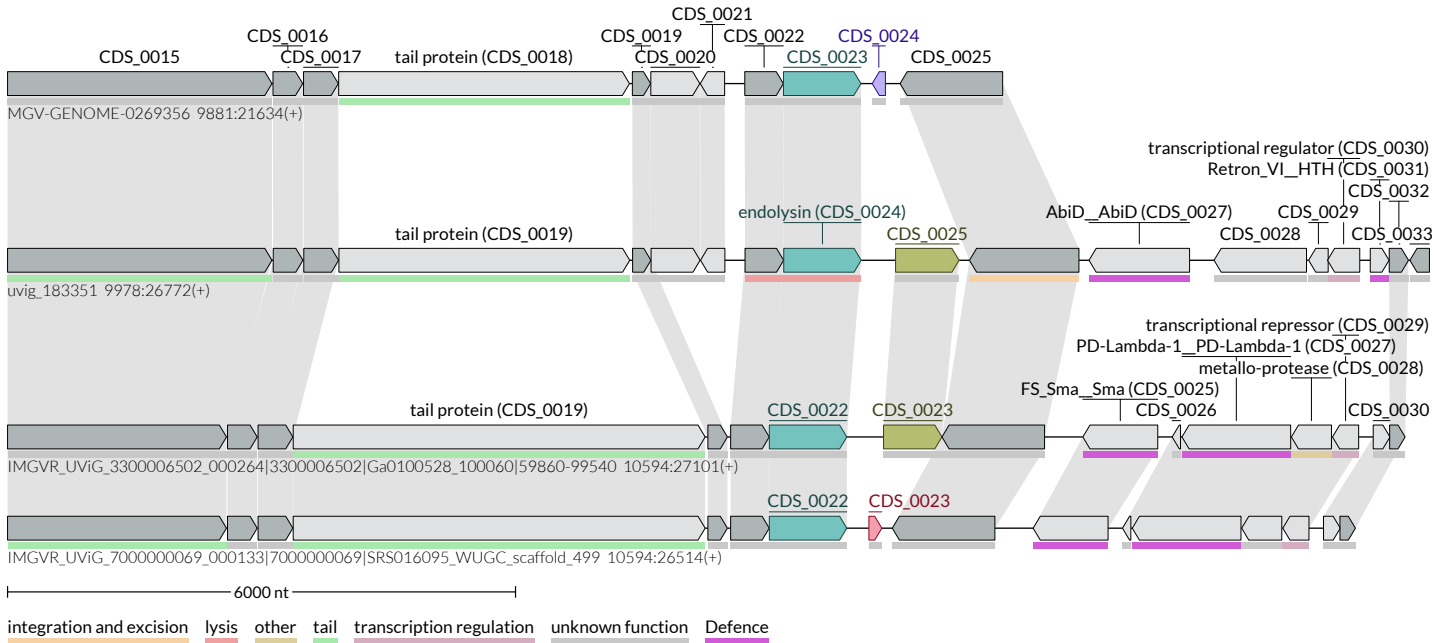 CDS_0021
CDS_0016 CDS_0019 CDS_0022 CDS_0024
CDS_0015 CDS_0017 tail protein (CDS_0018) CDS_0020 CDS_0023 CDS_0025
MGV-GENOME-0269356 9881:21634(+)
transcriptional regulator (CDS_0030)
Retron_VI__HTH (CDS_0031)
CDS_0032
endolysin (CDS_0024) AbiD__AbiD (CDS_0027) CDS_0029
tail protein (CDS_0019) CDS_0025 CDS_0028 CDS_0033
uvig_183351 9978:26772(+)
transcriptional repressor (CDS_0029)
PD-Lambda-1__PD-Lambda-1 (CDS_0027)
metallo-protease (CDS_0028)
FS_Sma__Sma (CDS_0025)
tail protein (CDS_0019) CDS_0022 CDS_0023 CDS_0026 CDS_0030
IMGVR_UViG_3300006502_000264|3300006502|Ga0100528_100060|59860-99540 10594:27101(+)
CDS_0022 CDS_0023
IMGVR_UViG_7000000069_000133|7000000069|SRS016095_WUGC_scaffold_499 10594:26514(+)
6000 nt
integration and excision lysis other tail transcription regulation unknown function Defence